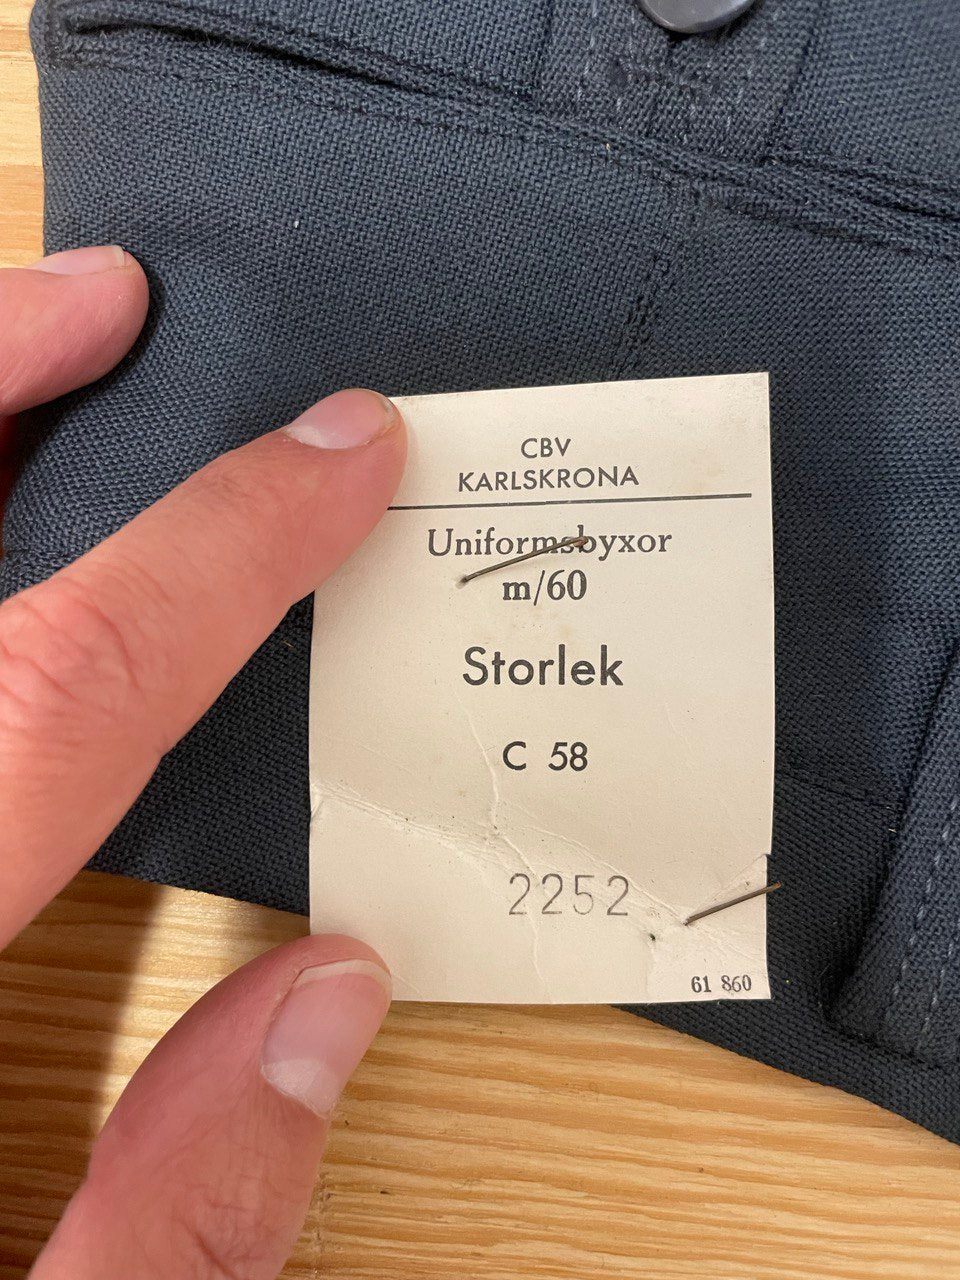 CBV
KARLSKRONA
Uniformsbyxor
m/60
Storlek
C 58
2252
61 860